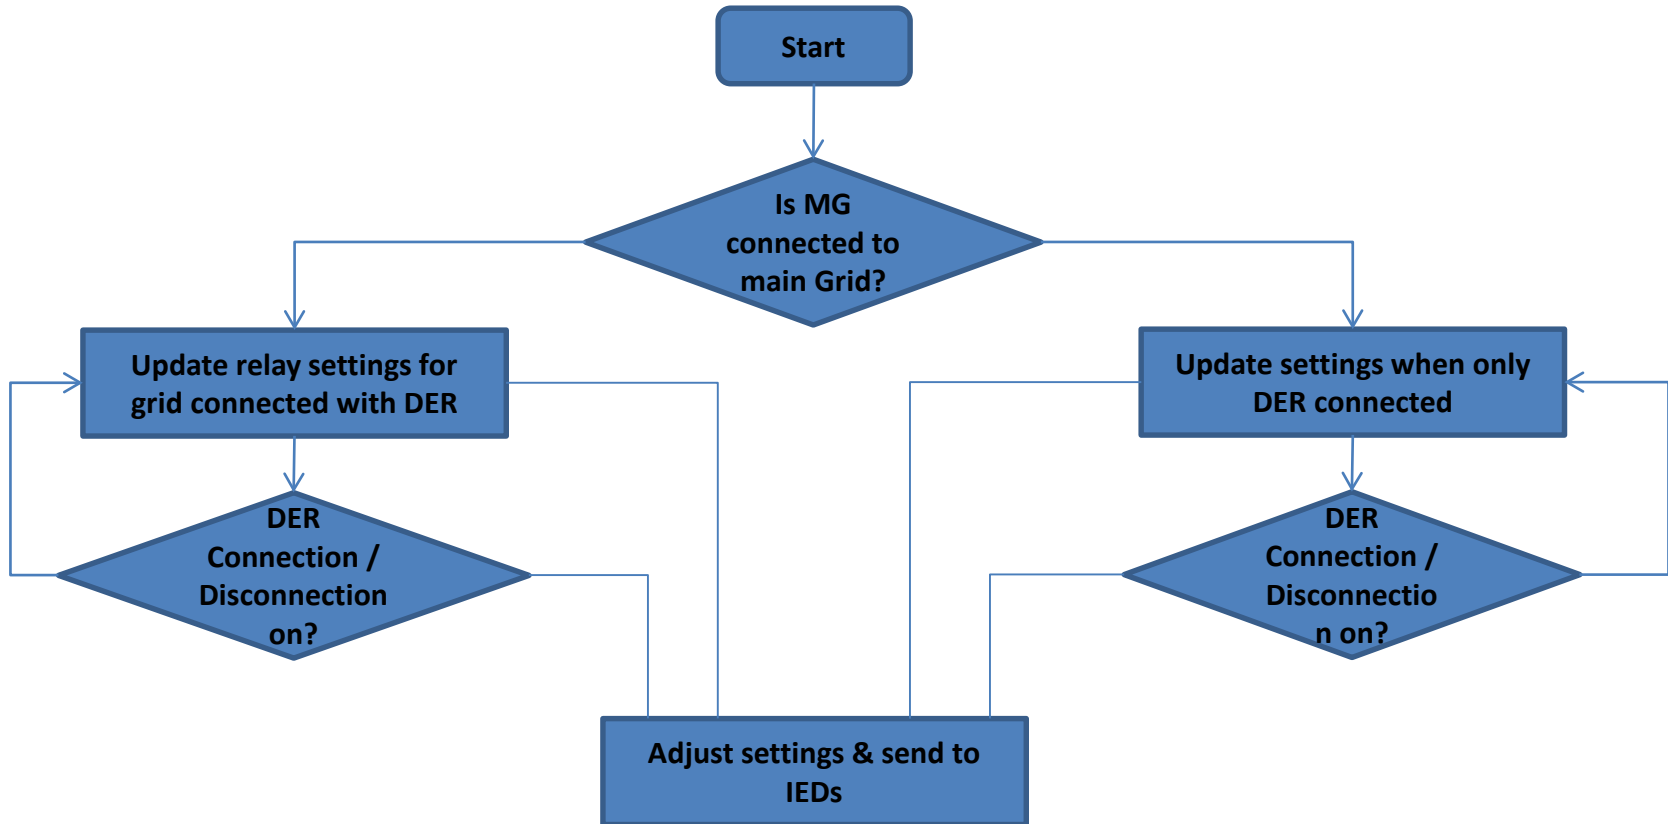 Start
Is MG
connected to
main Grid?
Update relay settings for
grid connected with DER
Update settings when only
DER connected
DER
Connection /
Disconnection
on?
DER
Connection /
Disconnectio
n on?
Adjust settings & send to
IEDs